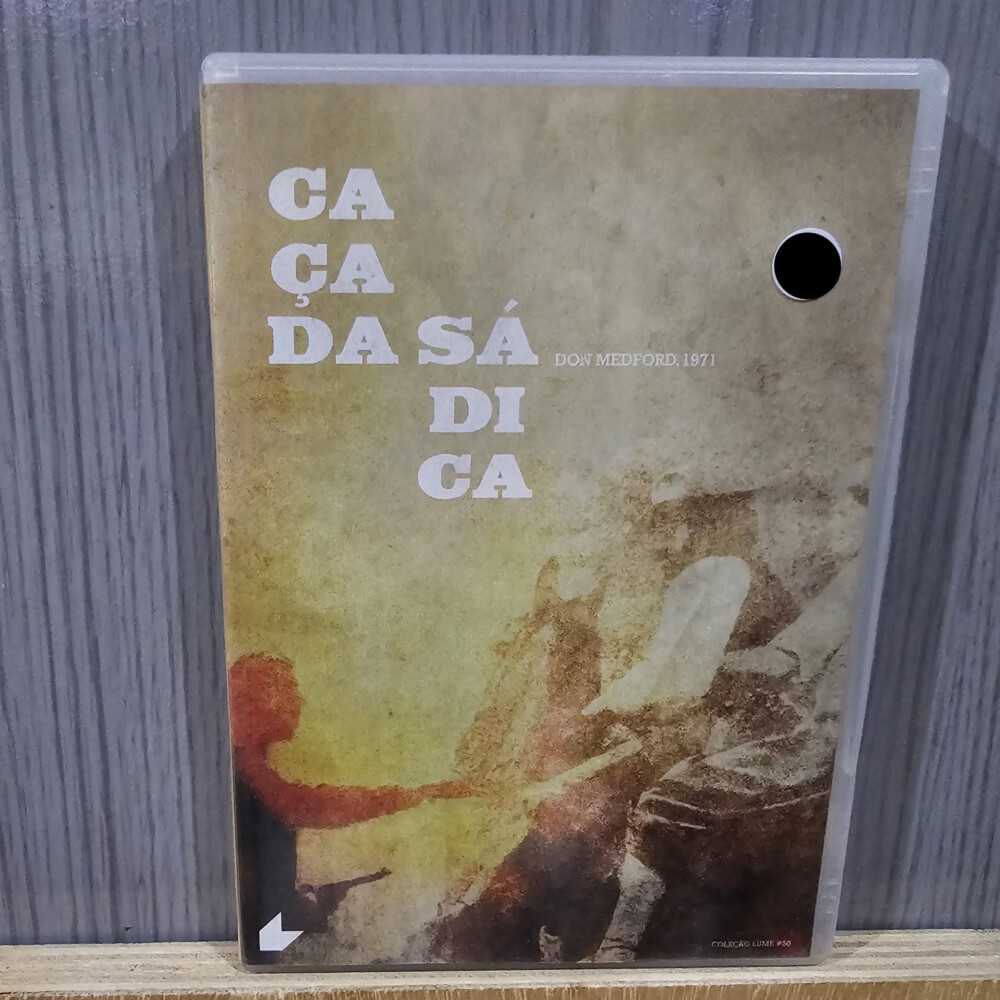 CA
ÇA
DA SÁ DON MEDFORD, 1971
DI
CA
COLEÇÃO LUME #50